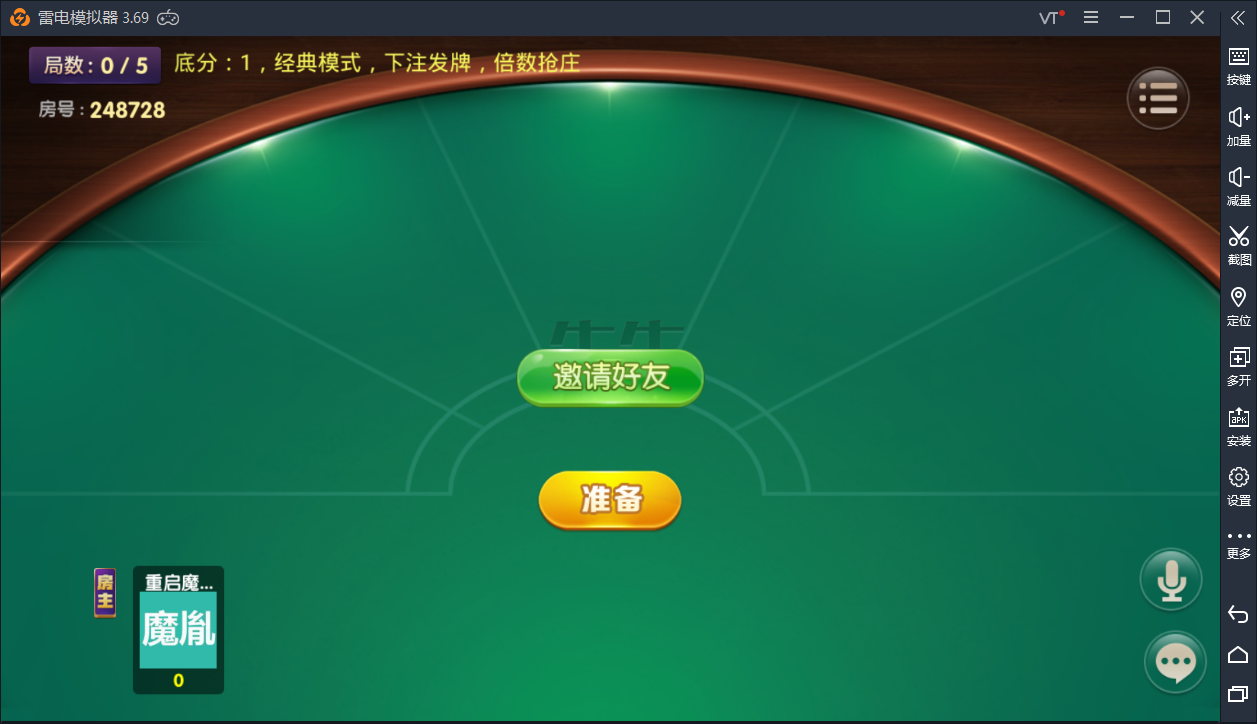 雷电模拟器 3.69
VT
局数: 0 / 5
底分：1，经典模式，下注发牌，倍数抢庄
房号 : 248728
牛牛
邀请好友
准备
房主
重启魔...
魔胤
0
按键
加量
减量
截图
定位
多开
APK
安装
设置
更多